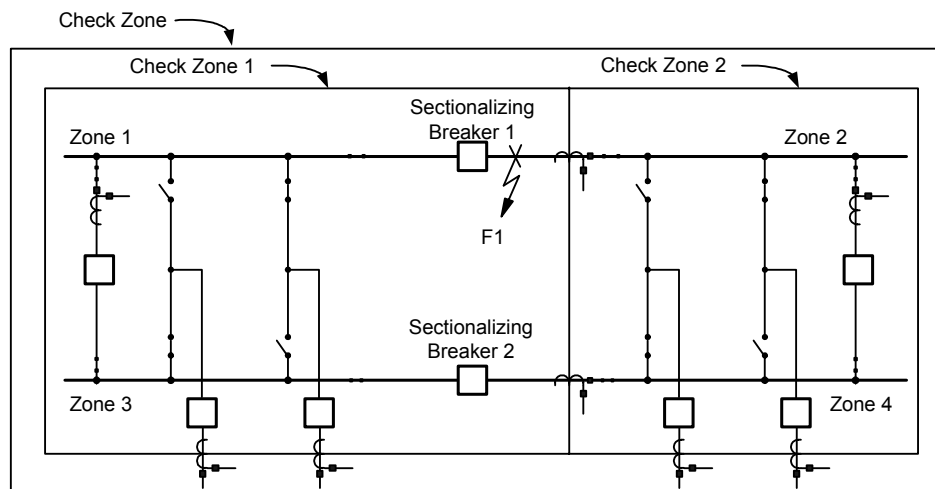 Check Zone
Check Zone 1
Check Zone 2
Sectionalizing
Breaker 1
Zone 1
Zone 2
F1
Sectionalizing
Breaker 2
Zone 3
Zone 4